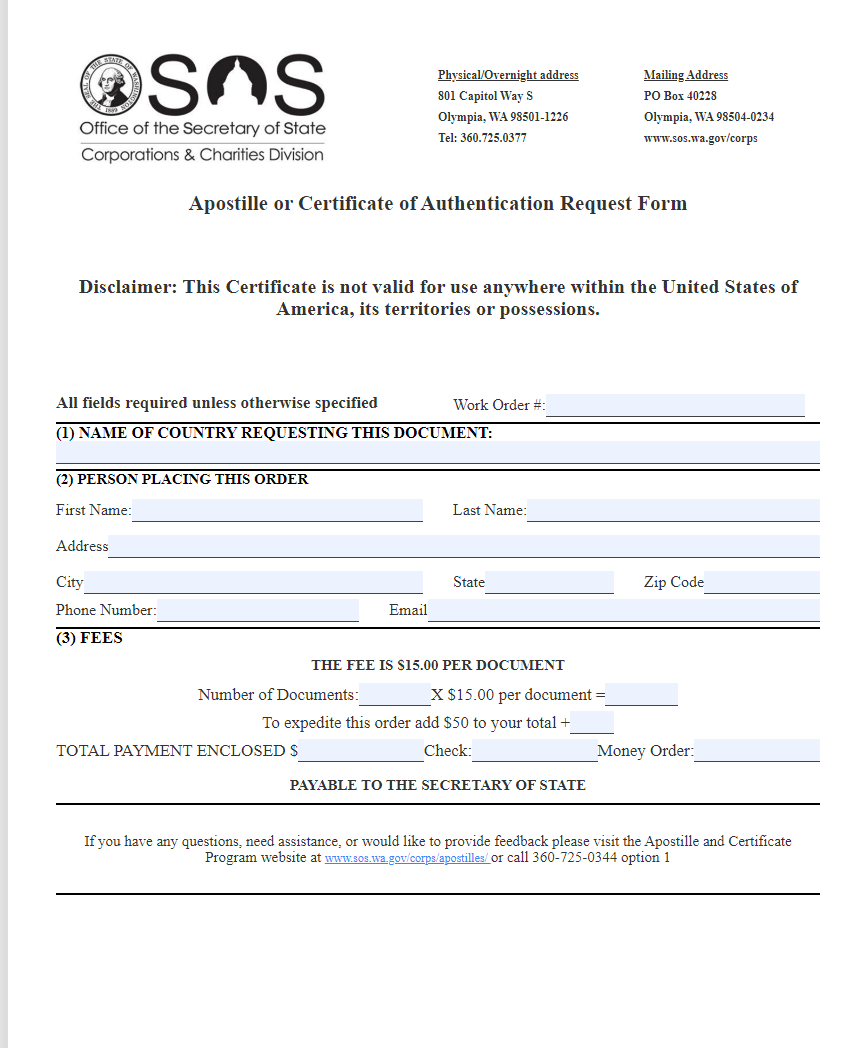 SOS
Office of the Secretary of State
Corporations & Charities Division
Physical/Overnight address
801 Capitol Way S
Olympia, WA 98501-1226
Tel: 360.725.0377
Mailing Address
PO Box 40228
Olympia, WA 98504-0234
www.sos.wa.gov/corps
Apostille or Certificate of Authentication Request Form
Disclaimer: This Certificate is not valid for use anywhere within the United States of
America, its territories or possessions.
All fields required unless otherwise specified
Work Order #:
(1) NAME OF COUNTRY REQUESTING THIS DOCUMENT:
(2) PERSON PLACING THIS ORDER
First Name: Last Name:
Address
City State Zip Code
Phone Number: Email
(3) FEES
THE FEE IS $15.00 PER DOCUMENT
Number of Documents: X $15.00 per document =
To expedite this order add $50 to your total +
TOTAL PAYMENT ENCLOSED $ Check: Money Order:
PAYABLE TO THE SECRETARY OF STATE
If you have any questions, need assistance, or would like to provide feedback please visit the Apostille and Certificate
Program website at www.sos.wa.gov/corps/apostilles/ or call 360-725-0344 option 1